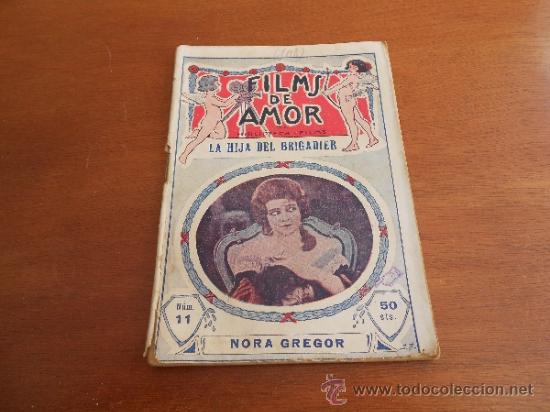 FILMS
DE
AMOR
LA HIJA DEL BRIGADIER
Núm.
11
50
cts.
NORA GREGOR
© www.todocoleccion.net